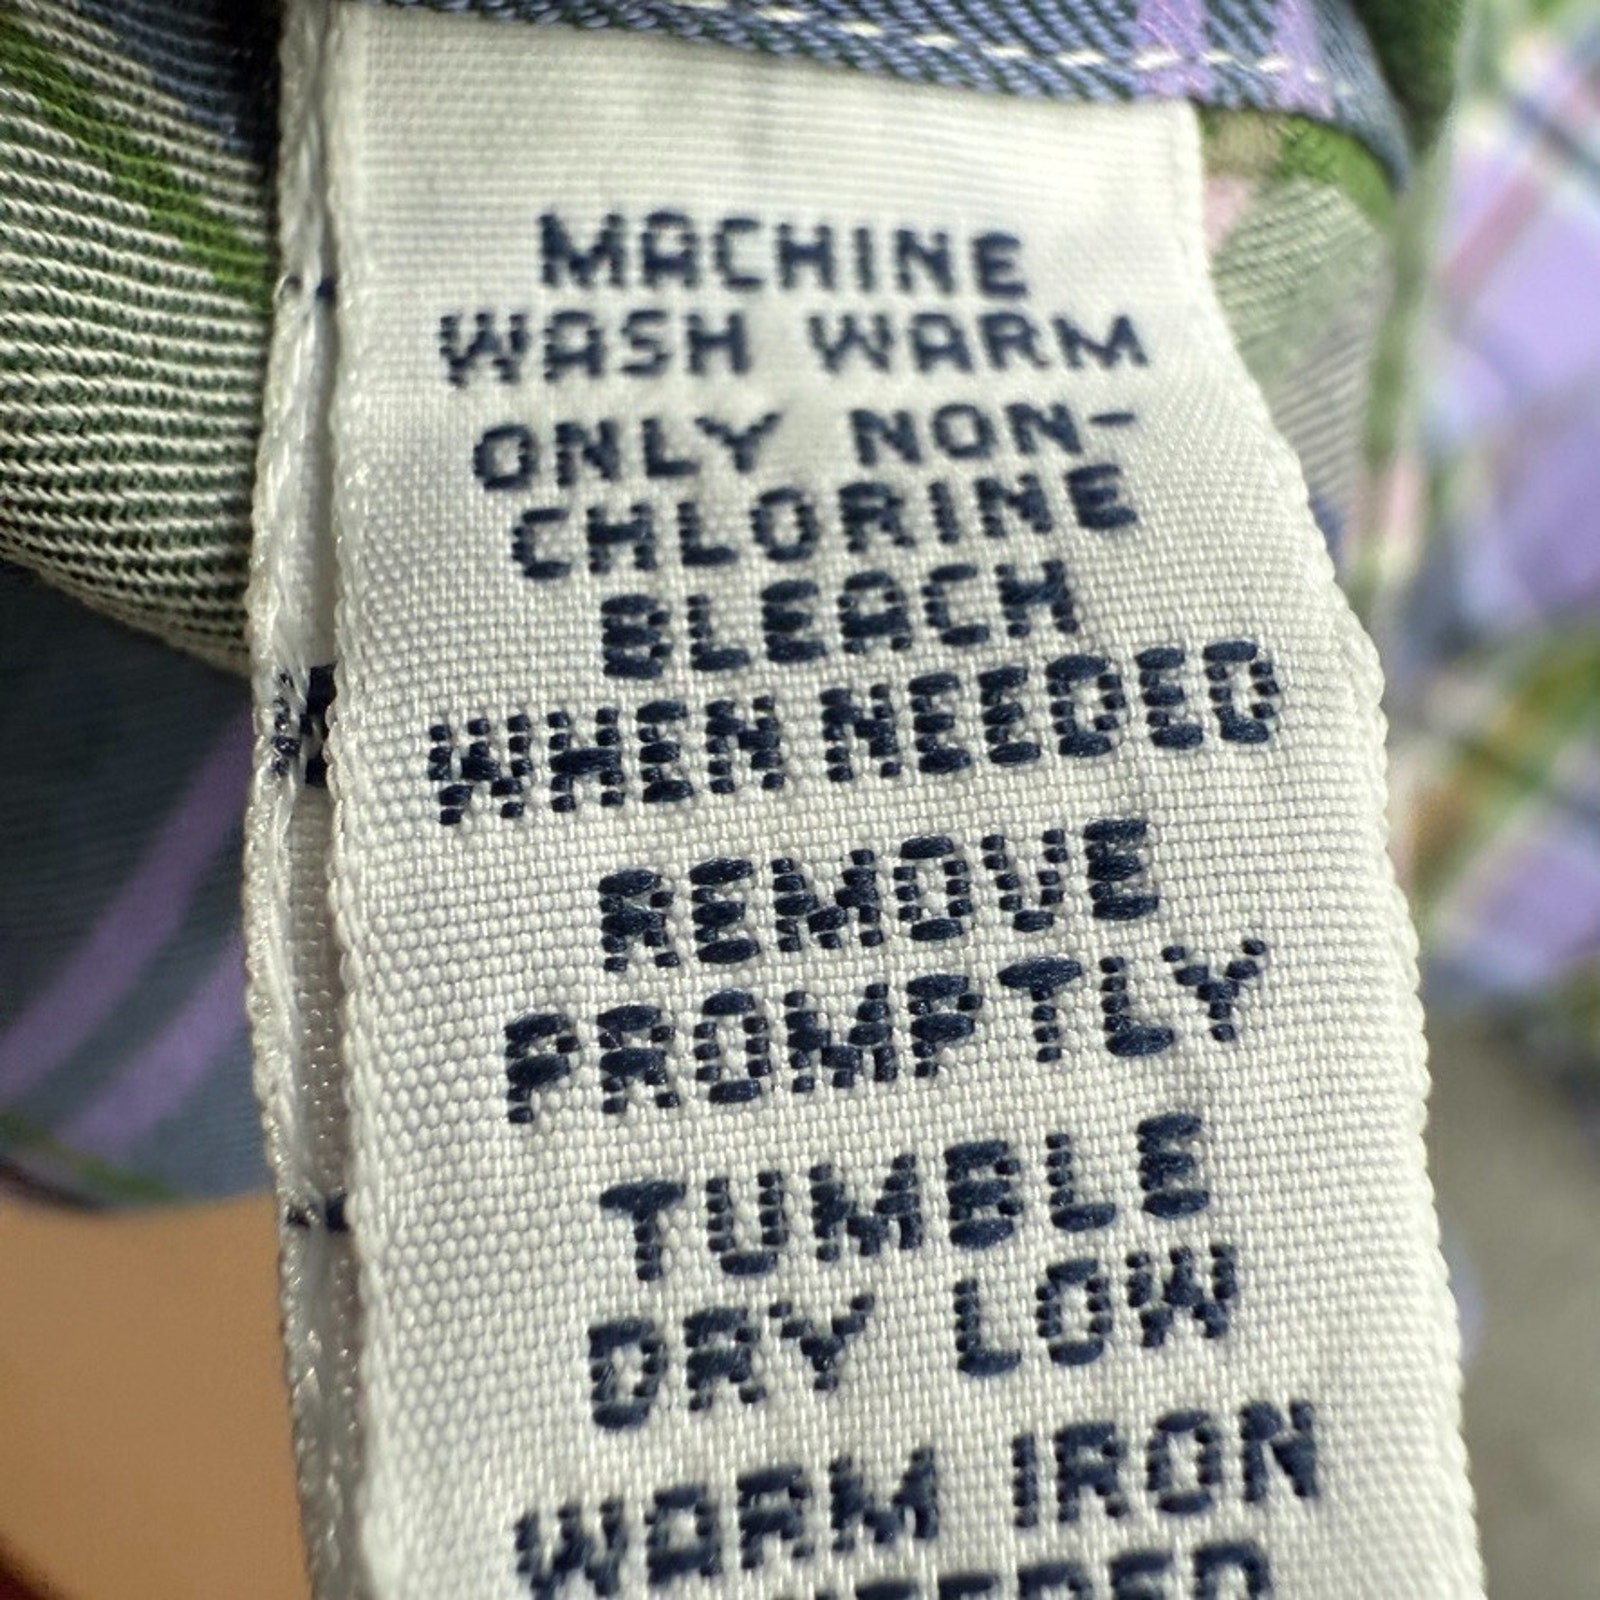 MACHINE
WASH WARM
ONLY NON-
CHLORINE
BLEACH
WHEN NEEDED
REMOVE
PROMPTLY
TUMBLE
DRY LOW
WARM IRON